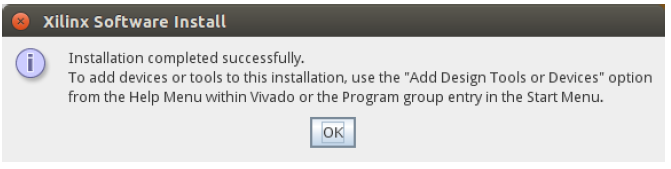 Xilinx Software Install
Installation completed successfully.
To add devices or tools to this installation, use the "Add Design Tools or Devices" option
from the Help Menu within Vivado or the Program group entry in the Start Menu.
OK